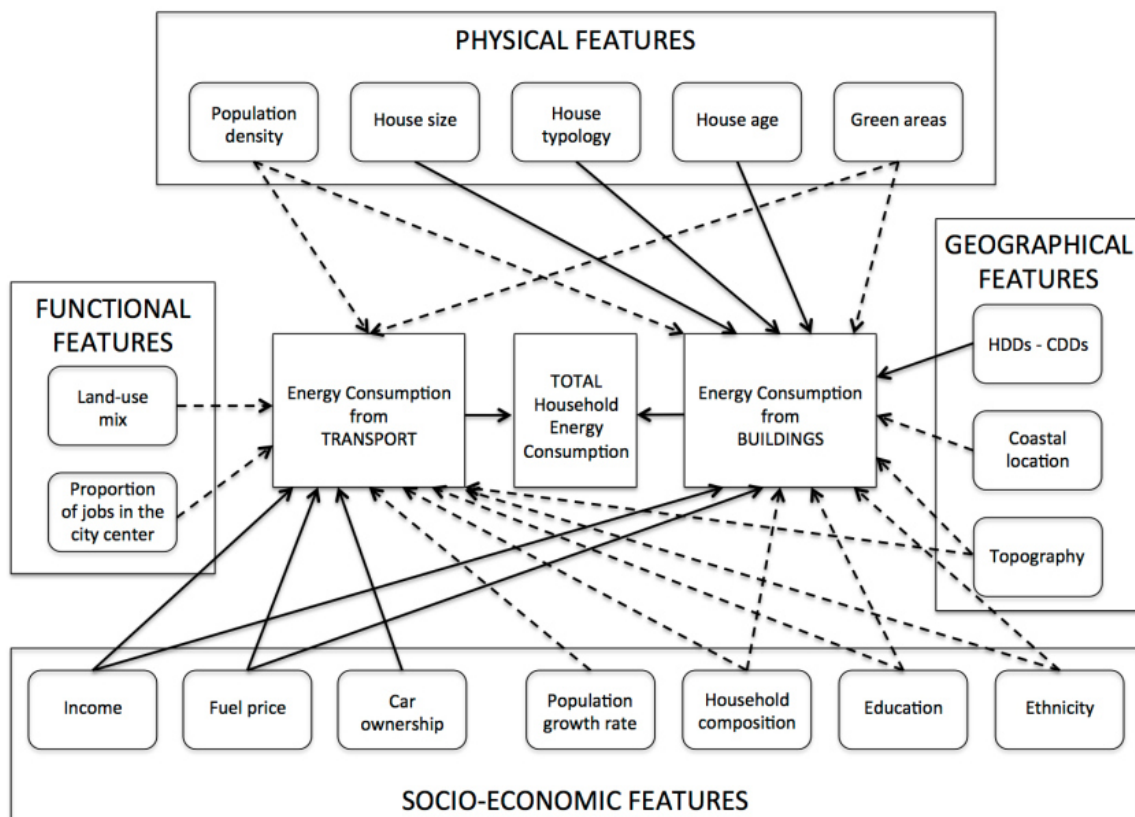 PHYSICAL FEATURES
Population
density
House size
House
typology
House age
Green areas
GEOGRAPHICAL
FEATURES
HDDs - CDDs
Coastal
location
Topography
FUNCTIONAL
FEATURES
Land-use
mix
Proportion
of jobs in the
city center
Energy Consumption
from
TRANSPORT
TOTAL
Household
Energy
Consumption
Energy Consumption
from
BUILDINGS
Income
Fuel price
Car
ownership
Population
growth rate
Household
composition
Education
Ethnicity
SOCIO-ECONOMIC FEATURES